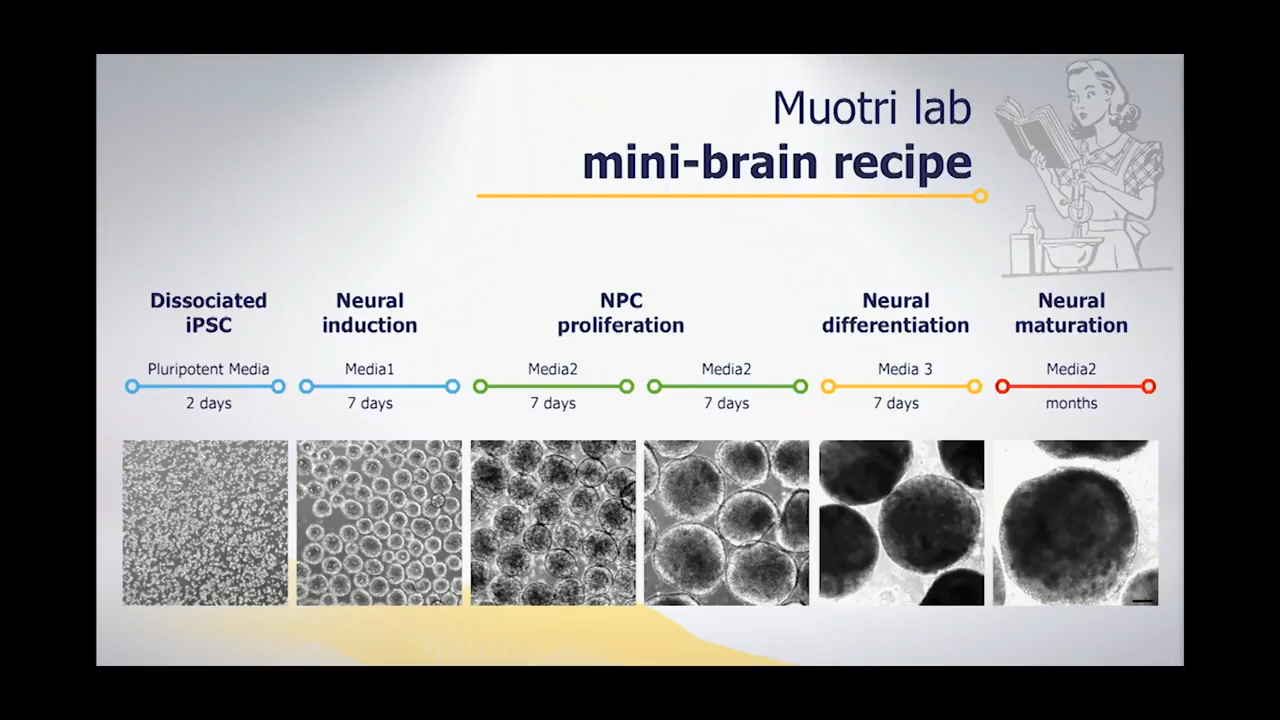 Muotri lab
mini-brain recipe
Dissociated
iPSC
Neural
induction
NPC
proliferation
Neural
differentiation
Neural
maturation
Pluripotent Media
Media1
Media2
Media2
Media 3
Media2
2 days
7 days
7 days
7 days
7 days
months